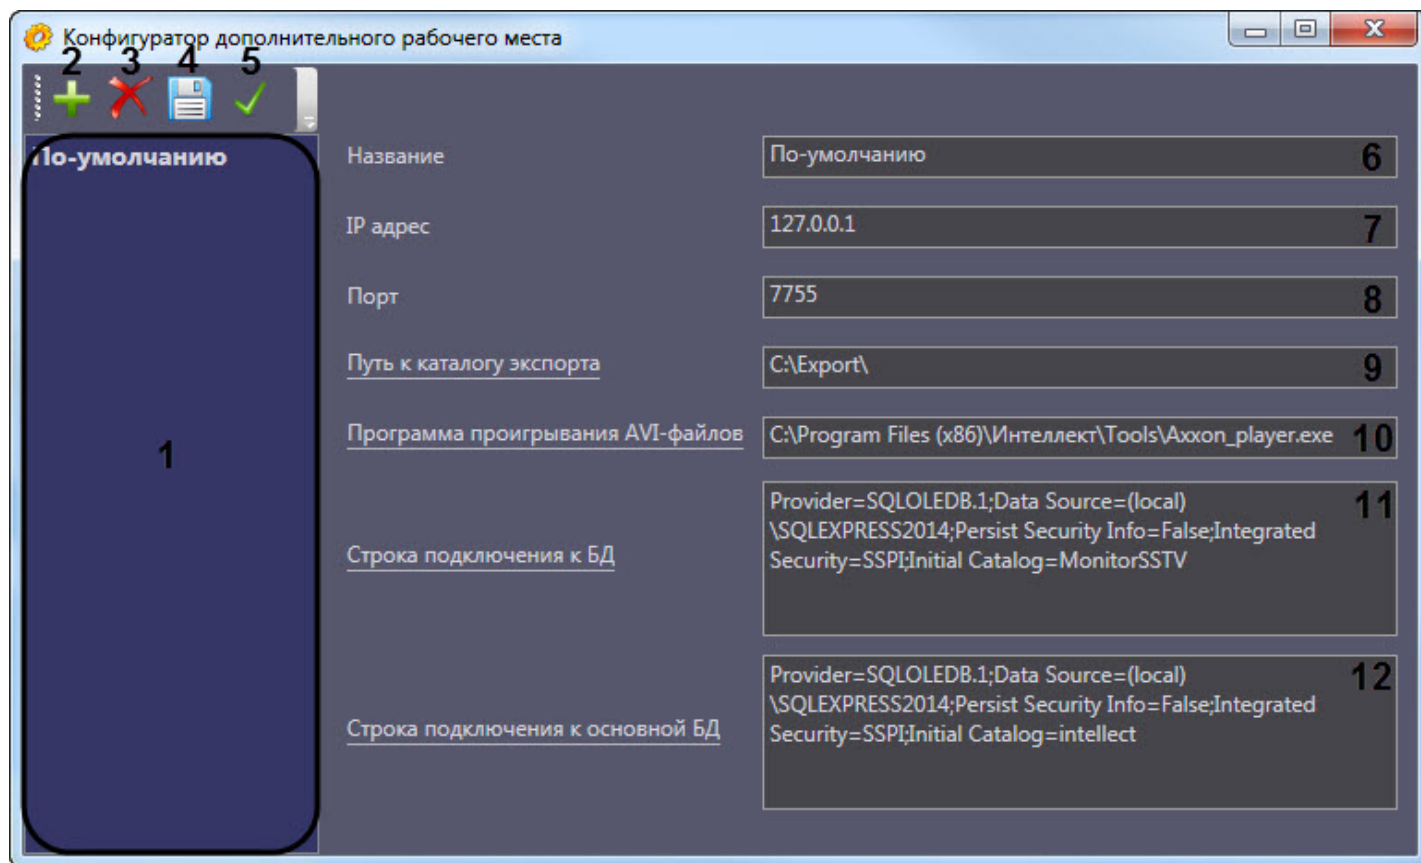 Конфигуратор дополнительного рабочего места
2 3 4 5
По-умолчанию
1
Название
По-умолчанию 6
IP адрес
127.0.0.1 7
Порт
7755 8
Путь к каталогу экспорта
C:\Export\ 9
Программа проигрывания AVI-файлов
C:\Program Files (x86)\Интеллект\Tools\Axxon_player.exe 10
Строка подключения к БД
Provider=SQLOLEDB.1;Data Source=(local) 11
\SQLEXPRESS2014;Persist Security Info=False;Integrated
Security=SSPI;Initial Catalog=MonitorSSTV
Строка подключения к основной БД
Provider=SQLOLEDB.1;Data Source=(local) 12
\SQLEXPRESS2014;Persist Security Info=False;Integrated
Security=SSPI;Initial Catalog=intellect